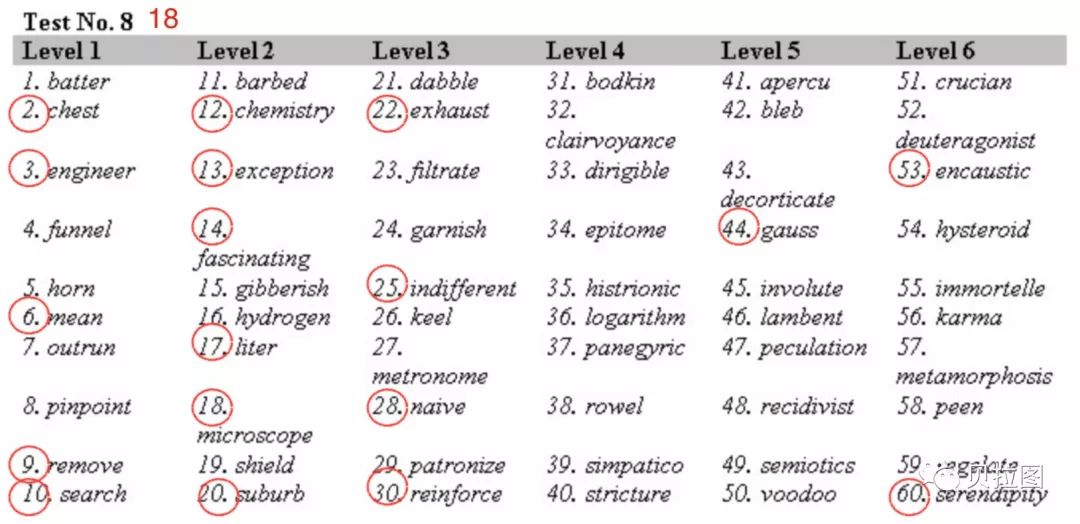 Test No. 8 18
Level 1 Level 2 Level 3 Level 4 Level 5 Level 6
1. batter 11. barbed 21. dabble 31. bodkin 41. apercu 51. crucian
2. chest 12. chemistry 22. exhaust 32. 42. bleb 52.
clairvoyance deuteragonist
3. engineer 13. exception 23. filtrate 33. dirigible 43. 53. encaustic
decorticate
4. funnel 14. 24. garnish 34. epitome 44. gauss 54. hysteroid
fascinating
5. horn 15. gibberish 25. indifferent 35. histrionic 45. involute 55. immortelle
6. mean 16. hydrogen 26. keel 36. logarithm 46. lambent 56. karma
7. outrun 17. liter 27. 37. panegyric 47. peculation 57.
metronome metamorphosis
8. pinpoint 18. 28. naive 38. rowel 48. recidivist 58. peen
microscope
9. remove 19. shield 29. patronize 39. simpatico 49. semiotics 59.
10. search 20. suburb 30. reinforce 40. stricture 50. voodoo 60. serendipity
贝拉图